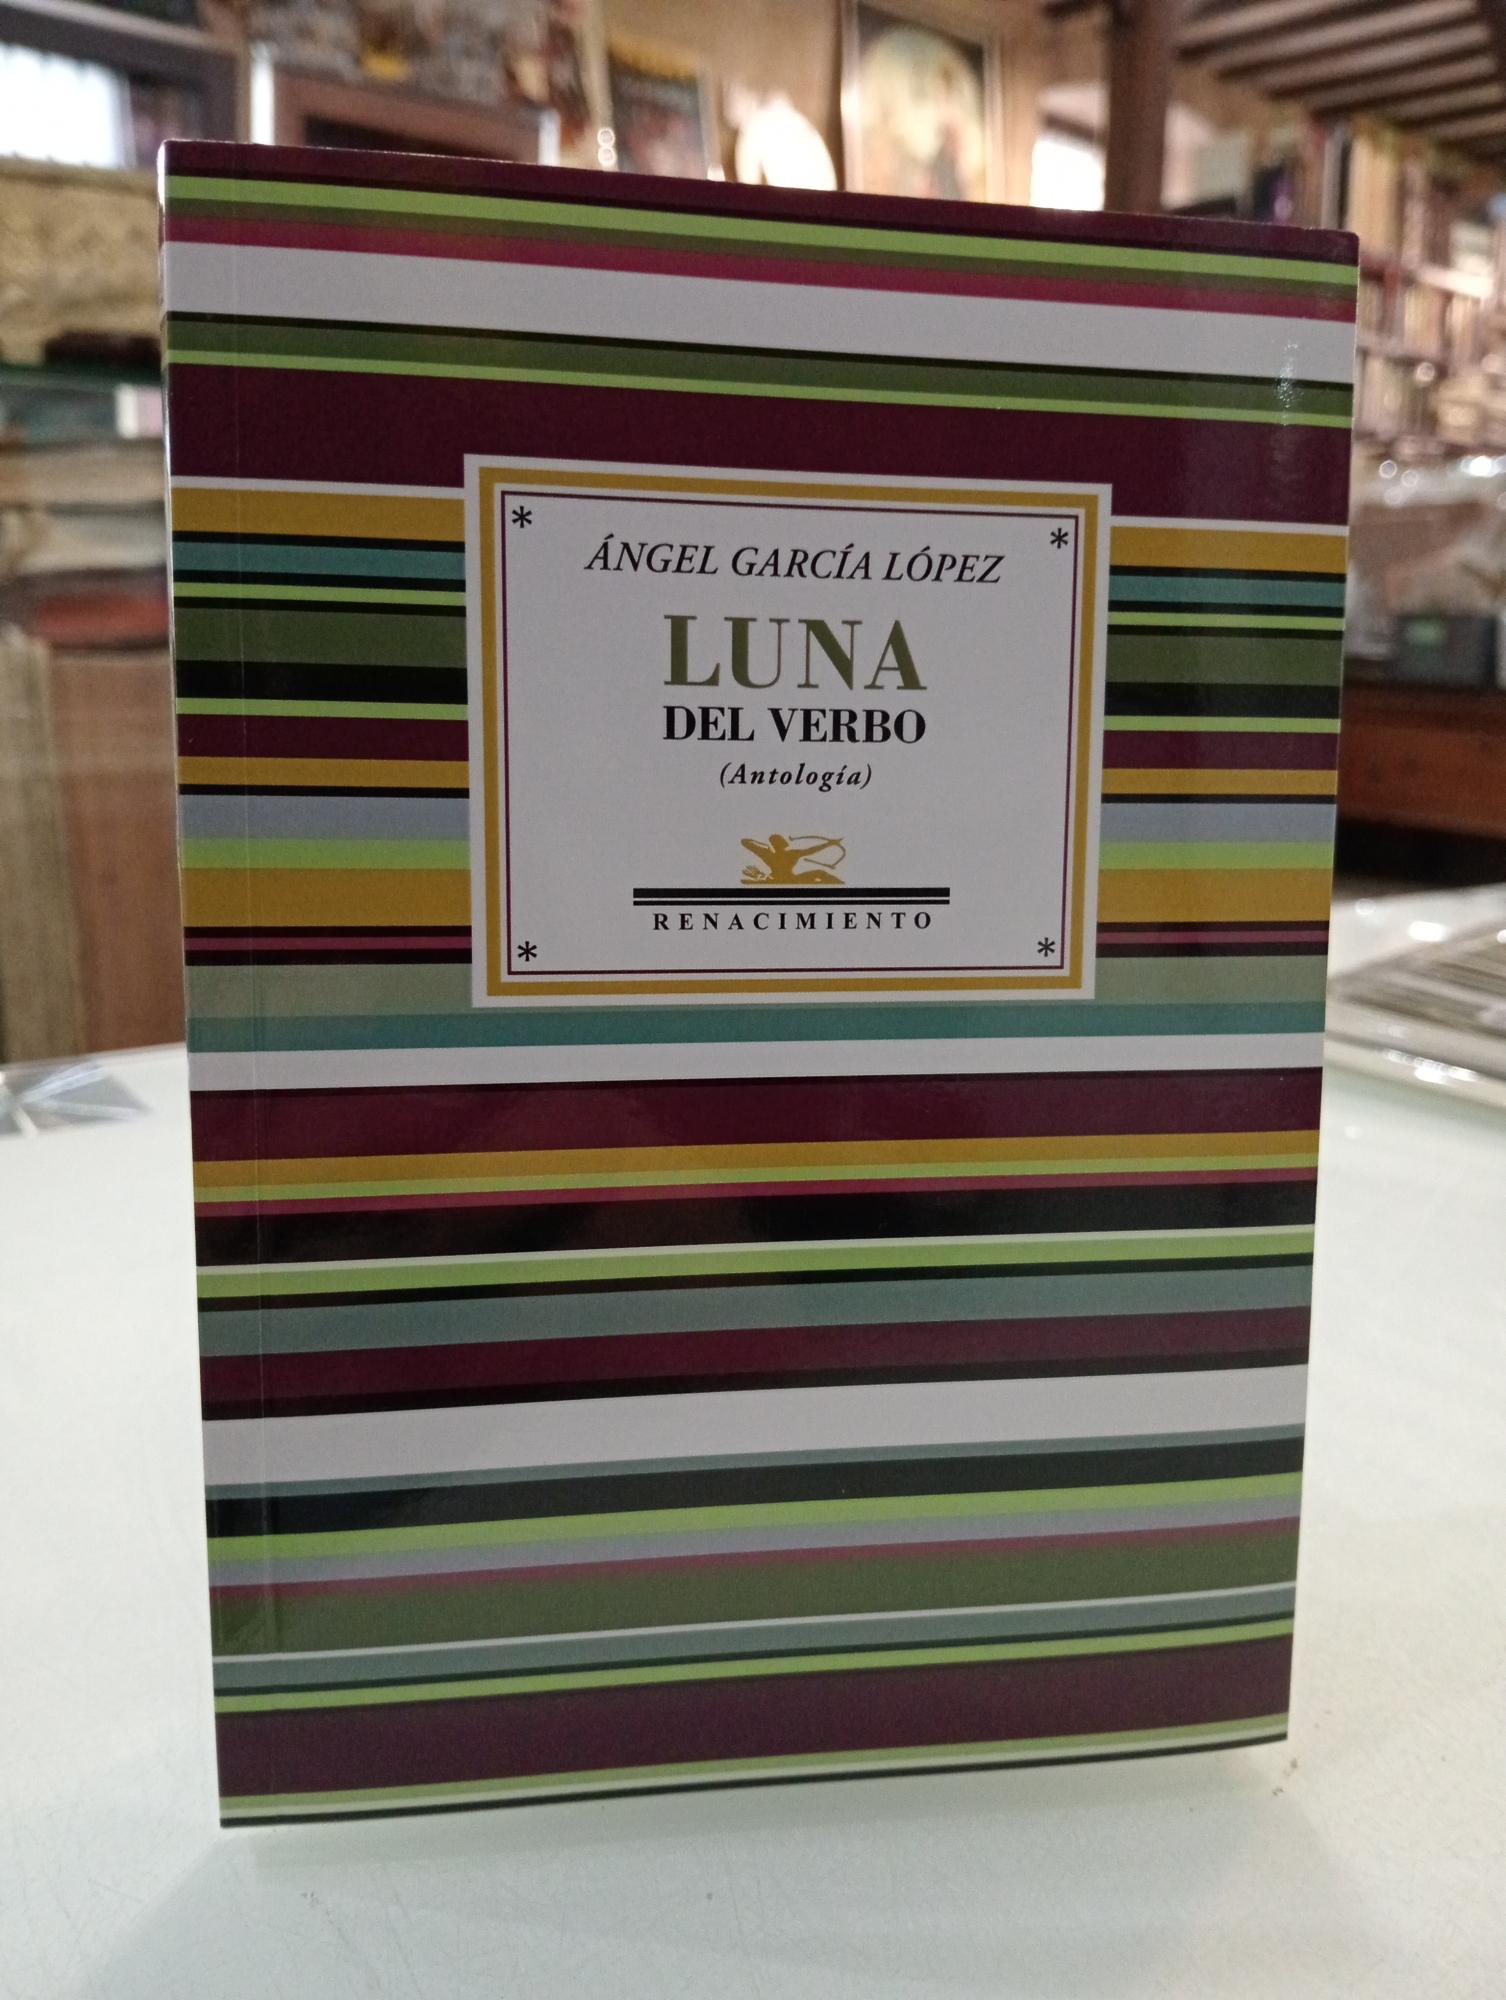 * *
ÁNGEL GARCÍA LÓPEZ
LUNA
DEL VERBO
(Antología)
RENACIMIENTO
* *